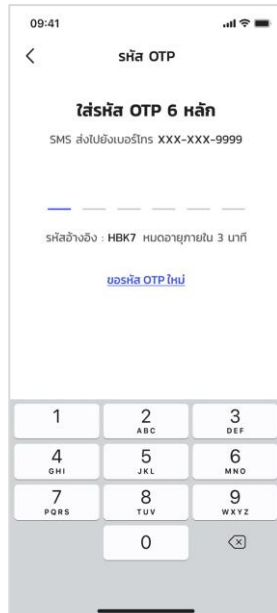 09:41
รหัส OTP
ใส่รหัส OTP 6 หลัก
SMS ส่งไปยังเบอร์โทร XXX-XXX-9999
รหัสอ้างอิง : HBK7 หมดอายุภายใน 3 นาที
ขอรหัส OTP ใหม่
1 2 3
ABC DEF
4 5 6
GHI JKL MNO
7 8 9
PQRS TUV WXYZ
0